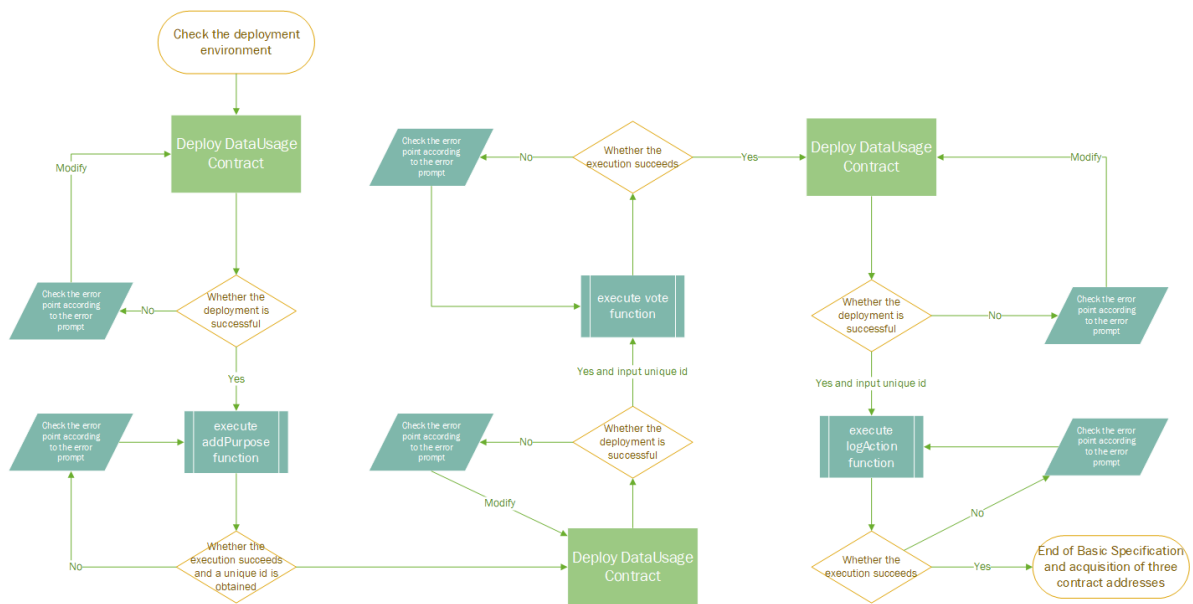 Check the deployment
environment
Deploy DataUsage
Contract
Modify
Check the error
point according
to the error
prompt
No
Whether the
deployment is
successful
Yes
Check the error
point according
to the error
prompt
execute
addPurpose
function
No
Whether the
execution succeeds
and a unique id is
obtained
Check the error
point according
to the error
prompt
No
Whether the
execution succeeds
Yes
execute vote
function
Yes and input unique id
Check the error
point according
to the error
prompt
No
Whether the
deployment is
successful
Modify
Deploy DataUsage
Contract
Deploy DataUsage
Contract
Modify
Whether the
deployment is
successful
No
Check the error
point according
to the error
prompt
Yes and input unique id
execute
logAction
function
Check the error
point according
to the error
prompt
No
Whether the
execution succeeds
Yes
End of Basic Specification
and acquisition of three
contract addresses